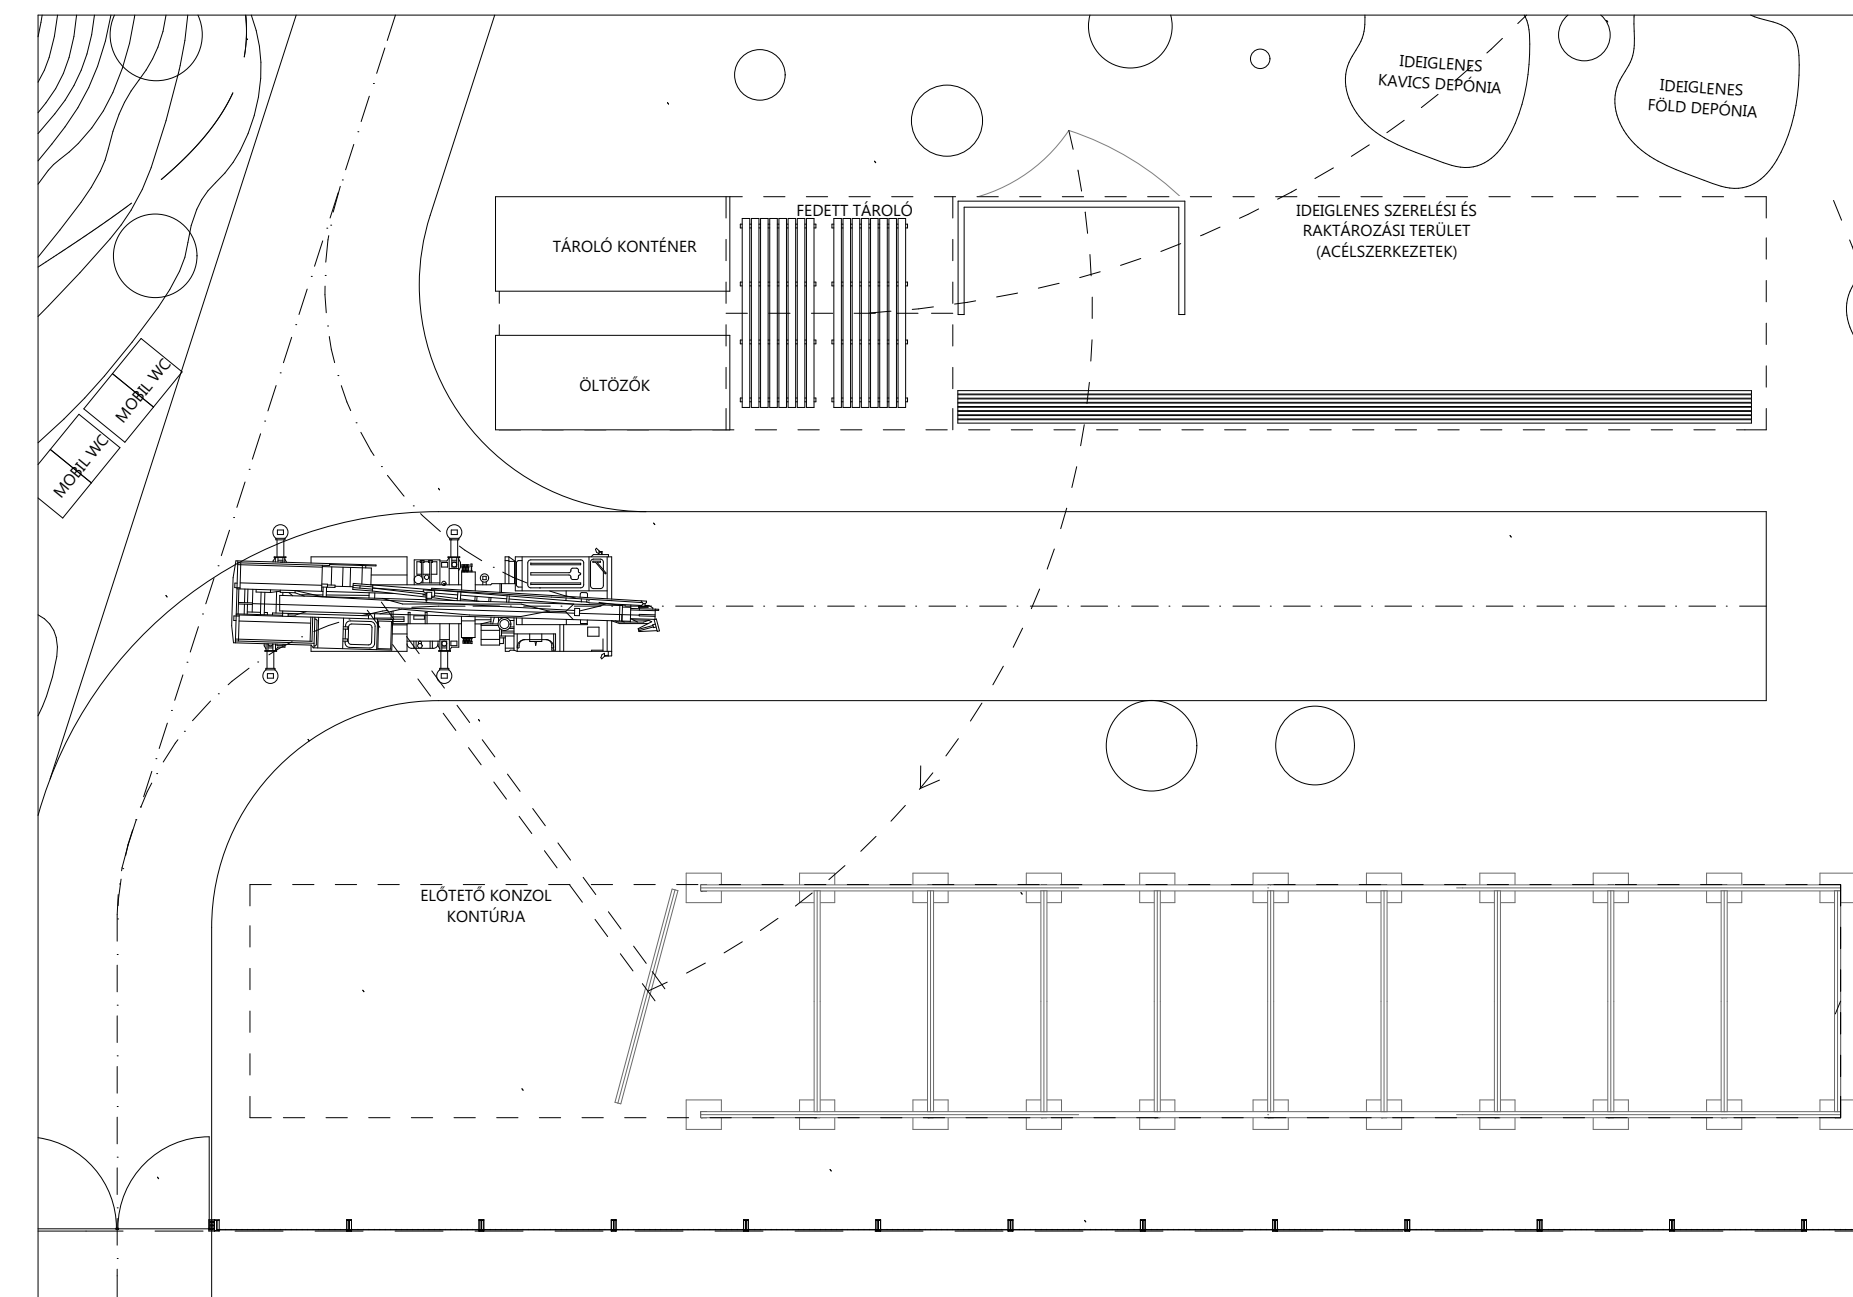 IDEIGLENES
KAVICS DEPÓNIA
IDEIGLENES
FÖLD DEPÓNIA
FEDETT TÁROLÓ
IDEIGLENES SZERELÉSI ÉS
RAKTÁROZÁSI TERÜLET
(ACÉLSZERKEZETEK)
TÁROLÓ KONTÉNER
ÖLTÖZŐK
MOBIL WC
MOBIL WC
ELŐTETŐ KONZOL
KONTÚRJA